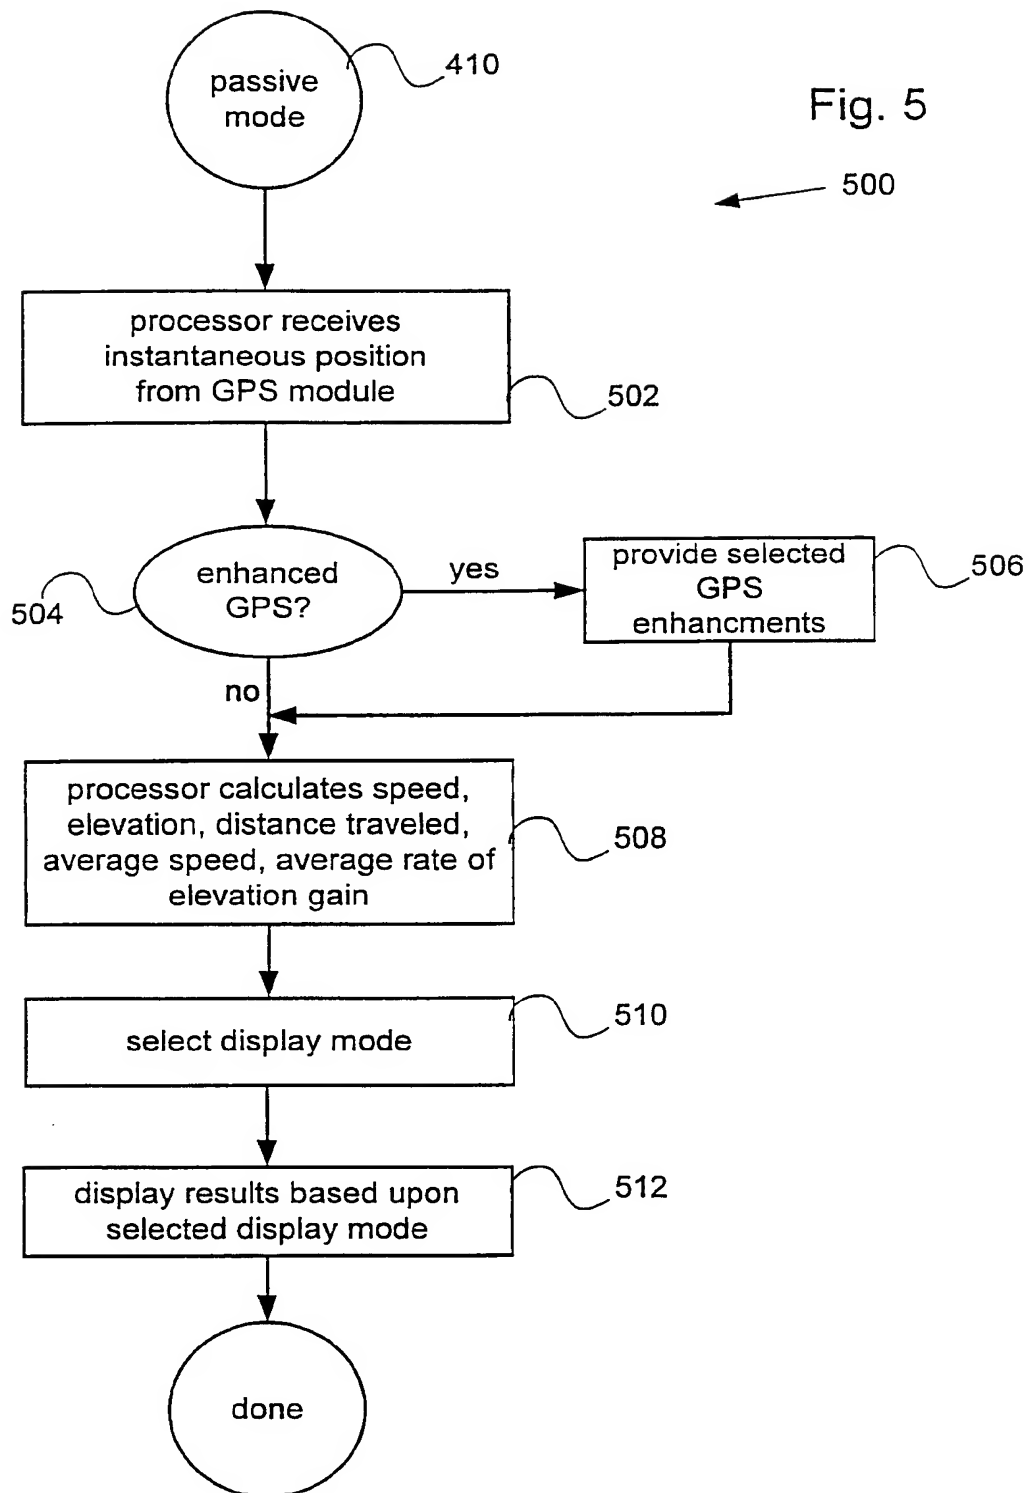 passive
mode
410
Fig. 5
500
processor receives
instantaneous position
from GPS module
502
enhanced
GPS?
504
yes
provide selected
GPS
enhancments
506
no
processor calculates speed,
elevation, distance traveled,
average speed, average rate of
elevation gain
508
select display mode
510
display results based upon
selected display mode
512
done